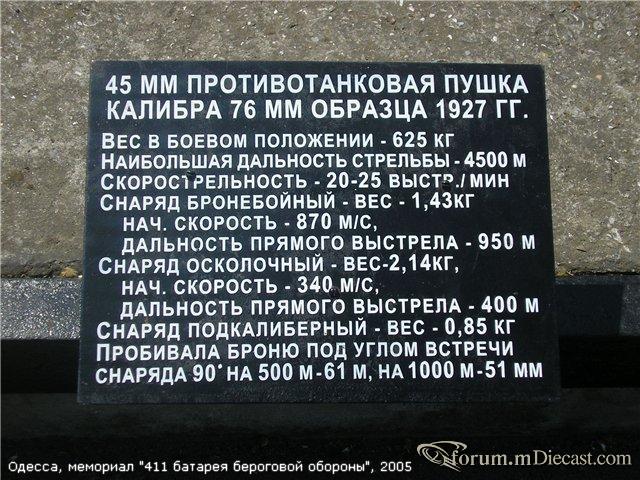 45 ММ ПРОТИВОТАНКОВАЯ ПУШКА
КАЛИБРА 76 ММ ОБРАЗЦА 1927 ГГ.
ВЕС В БОЕВОМ ПОЛОЖЕНИИ - 625 КГ
НАИБОЛЬШАЯ ДАЛЬНОСТЬ СТРЕЛЬБЫ - 4500 М
СКОРОСТРЕЛЬНОСТЬ - 20-25 ВЫСТР./ МИН
СНАРЯД БРОНЕБОЙНЫЙ - ВЕС - 1,43КГ
НАЧ. СКОРОСТЬ - 870 М/С,
ДАЛЬНОСТЬ ПРЯМОГО ВЫСТРЕЛА - 950 М
СНАРЯД ОСКОЛОЧНЫЙ - ВЕС-2,14КГ,
НАЧ. СКОРОСТЬ - 340 М/С,
ДАЛЬНОСТЬ ПРЯМОГО ВЫСТРЕЛА - 400 М
СНАРЯД ПОДКАЛИБЕРНЫЙ - ВЕС - 0,85 КГ
ПРОБИВАЛА БРОНЮ ПОД УГЛОМ ВСТРЕЧИ
СНАРЯДА 90° НА 500 М-61 М, НА 1000 М-51 ММ
Одесса, мемориал "411 батарея бероговой обороны", 2005
forum.mDiecast.com